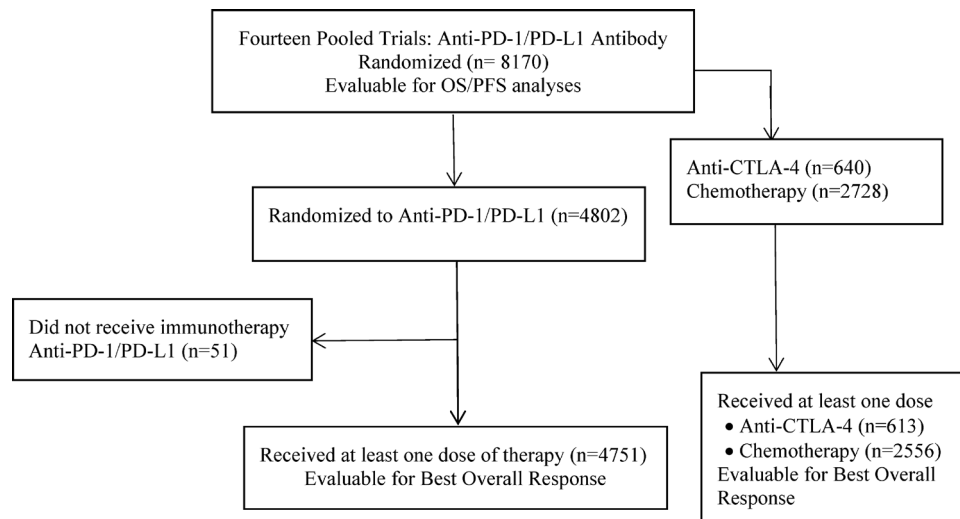 Fourteen Pooled Trials: Anti-PD-1/PD-L1 Antibody
Randomized (n= 8170)
Evaluable for OS/PFS analyses
Anti-CTLA-4 (n=640)
Chemotherapy (n=2728)
Randomized to Anti-PD-1/PD-L1 (n=4802)
Did not receive immunotherapy
Anti-PD-1/PD-L1 (n=51)
Received at least one dose
• Anti-CTLA-4 (n=613)
• Chemotherapy (n=2556)
Evaluable for Best Overall
Response
Received at least one dose of therapy (n=4751)
Evaluable for Best Overall Response